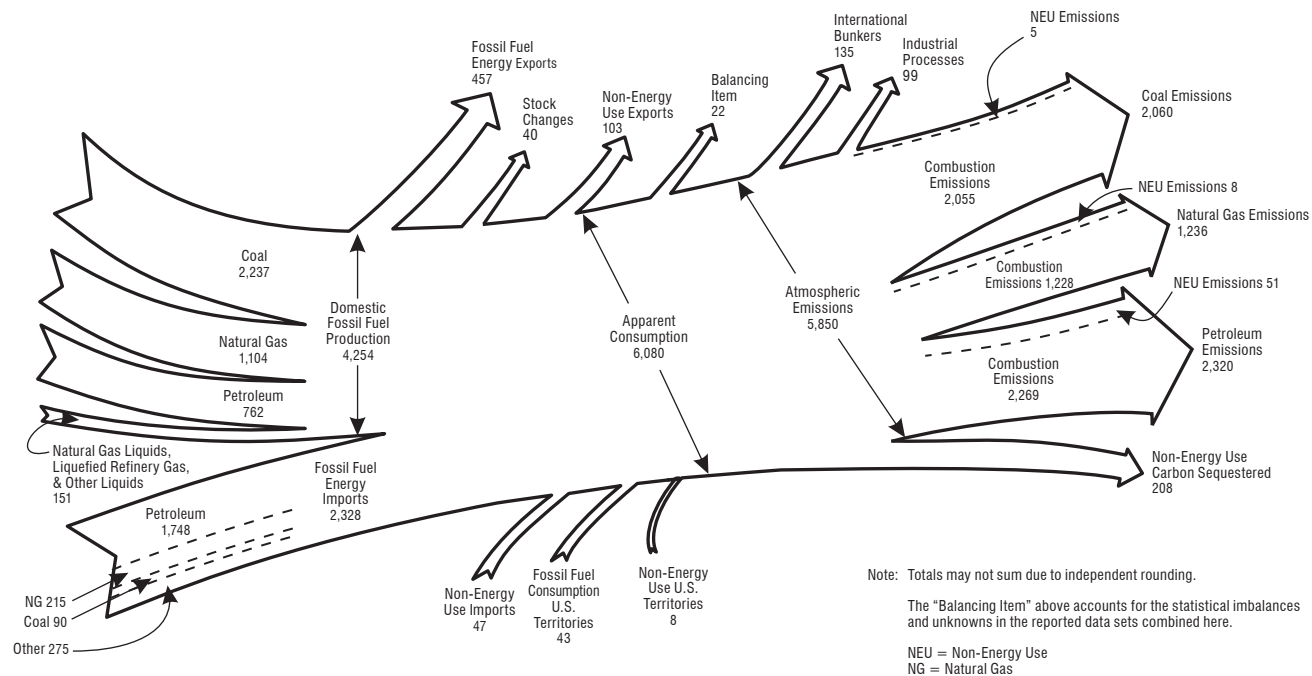 Fossil Fuel
Energy Exports
457
Stock
Changes
40
Non-Energy
Use Exports
103
Balancing
Item
22
International
Bunkers
135
Industrial
Processes
99
NEU Emissions
5
Coal Emissions
2,060
Combustion
Emissions
2,055
NEU Emissions 8
Natural Gas Emissions
1,236
Combustion
Emissions 1,228
NEU Emissions 51
Petroleum
Emissions
2,320
Combustion
Emissions
2,269
Coal
2,237
Natural Gas
1,104
Petroleum
762
Domestic
Fossil Fuel
Production
4,254
Apparent
Consumption
6,080
Atmospheric
Emissions
5,850
Natural Gas Liquids,
Liquefied Refinery Gas,
& Other Liquids
151
Fossil Fuel
Energy
Imports
2,328
Petroleum
1,748
NG 215
Coal 90
Other 275
Non-Energy
Use Imports
47
Fossil Fuel
Consumption
U.S.
Territories
43
Non-Energy
Use U.S.
Territories
8
Non-Energy Use
Carbon Sequestered
208
Note: Totals may not sum due to independent rounding.
The “Balancing Item” above accounts for the statistical imbalances
and unknowns in the reported data sets combined here.
NEU = Non-Energy Use
NG = Natural Gas